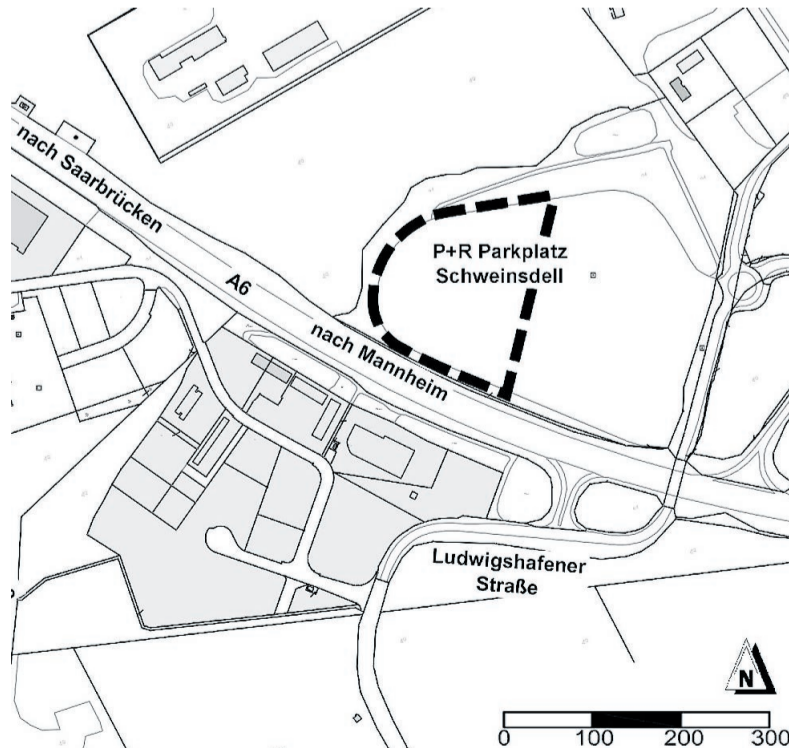 nach Saarbrücken
A6
nach Mannheim
P+R Parkplatz
Schweinsdell
Ludwigshafener
Straße
N
0 100 200 300